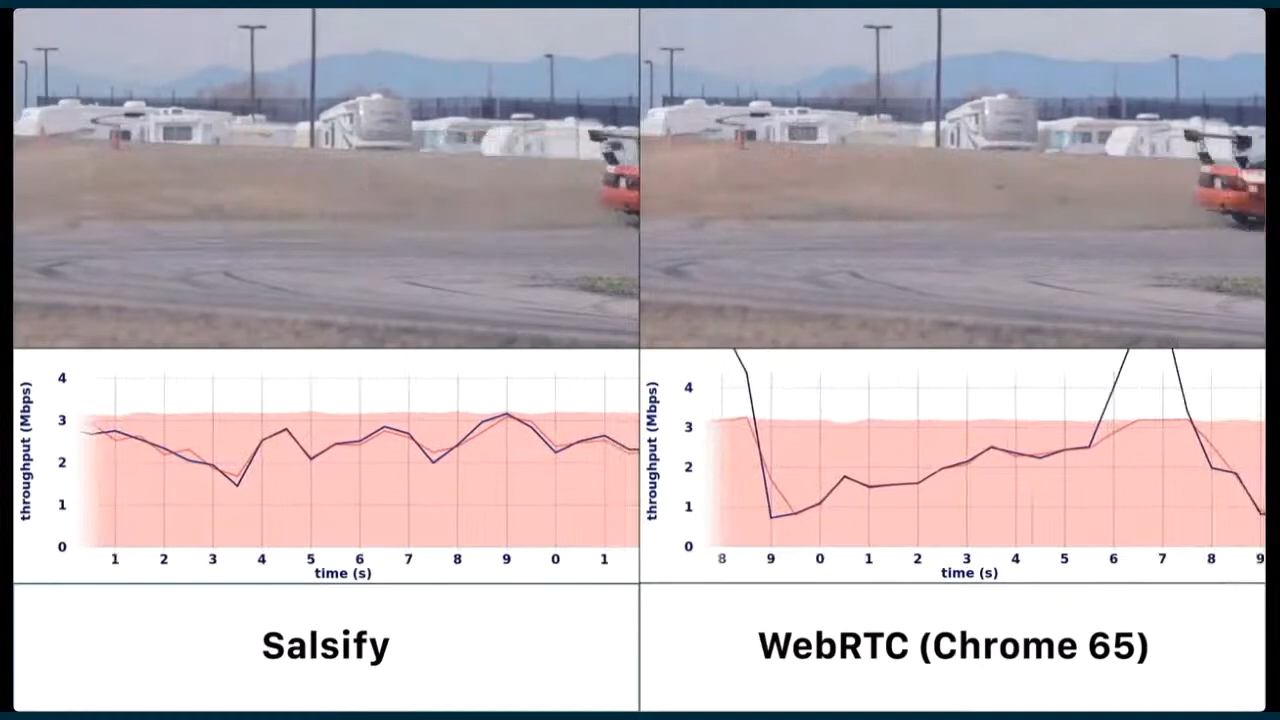 throughput (Mbps)
4
3
2
1
0
1 2 3 4 5 6 7 8 9 0 1
time (s)
Salsify
throughput (Mbps)
4
3
2
1
0
8 9 0 1 2 3 4 5 6 7 8 9
time (s)
WebRTC (Chrome 65)